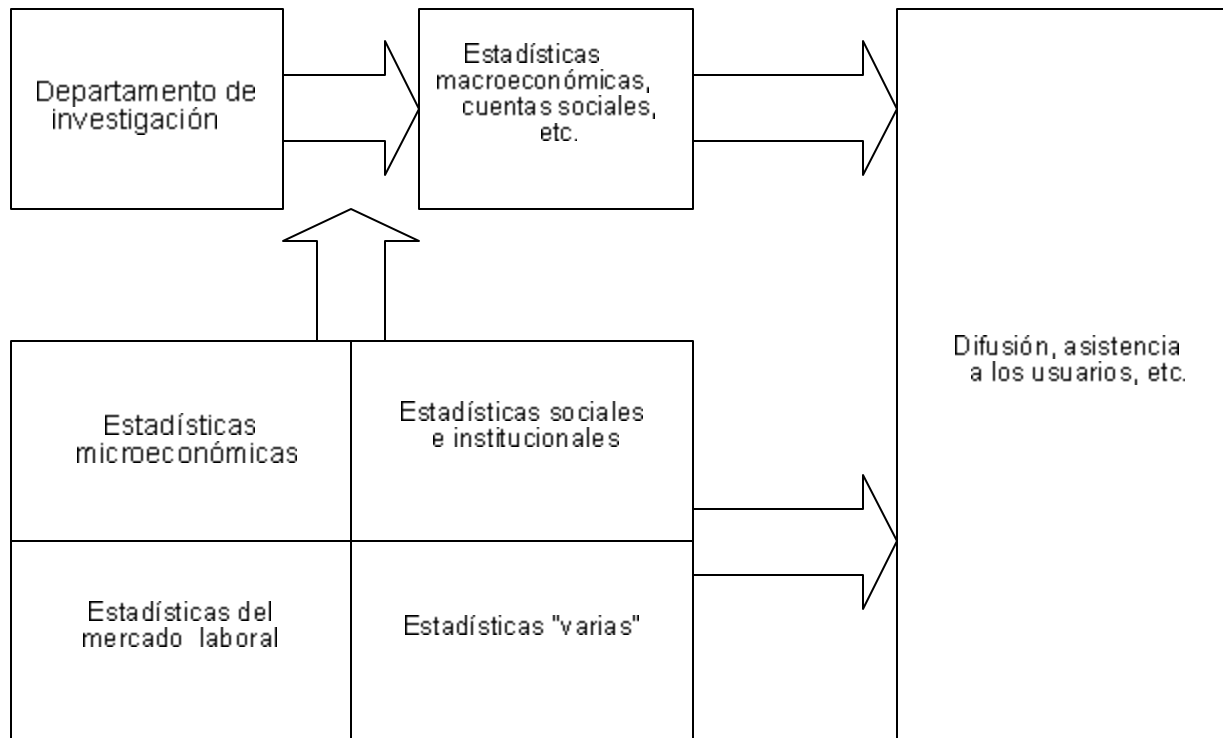 Departamento de
investigación
Estadísticas
macroeconómicas,
cuentas sociales,
etc.
Difusión, asistencia
a los usuarios, etc.
Estadísticas
microeconómicas
Estadísticas sociales
e institucionales
Estadísticas del
mercado laboral
Estadísticas "varias"